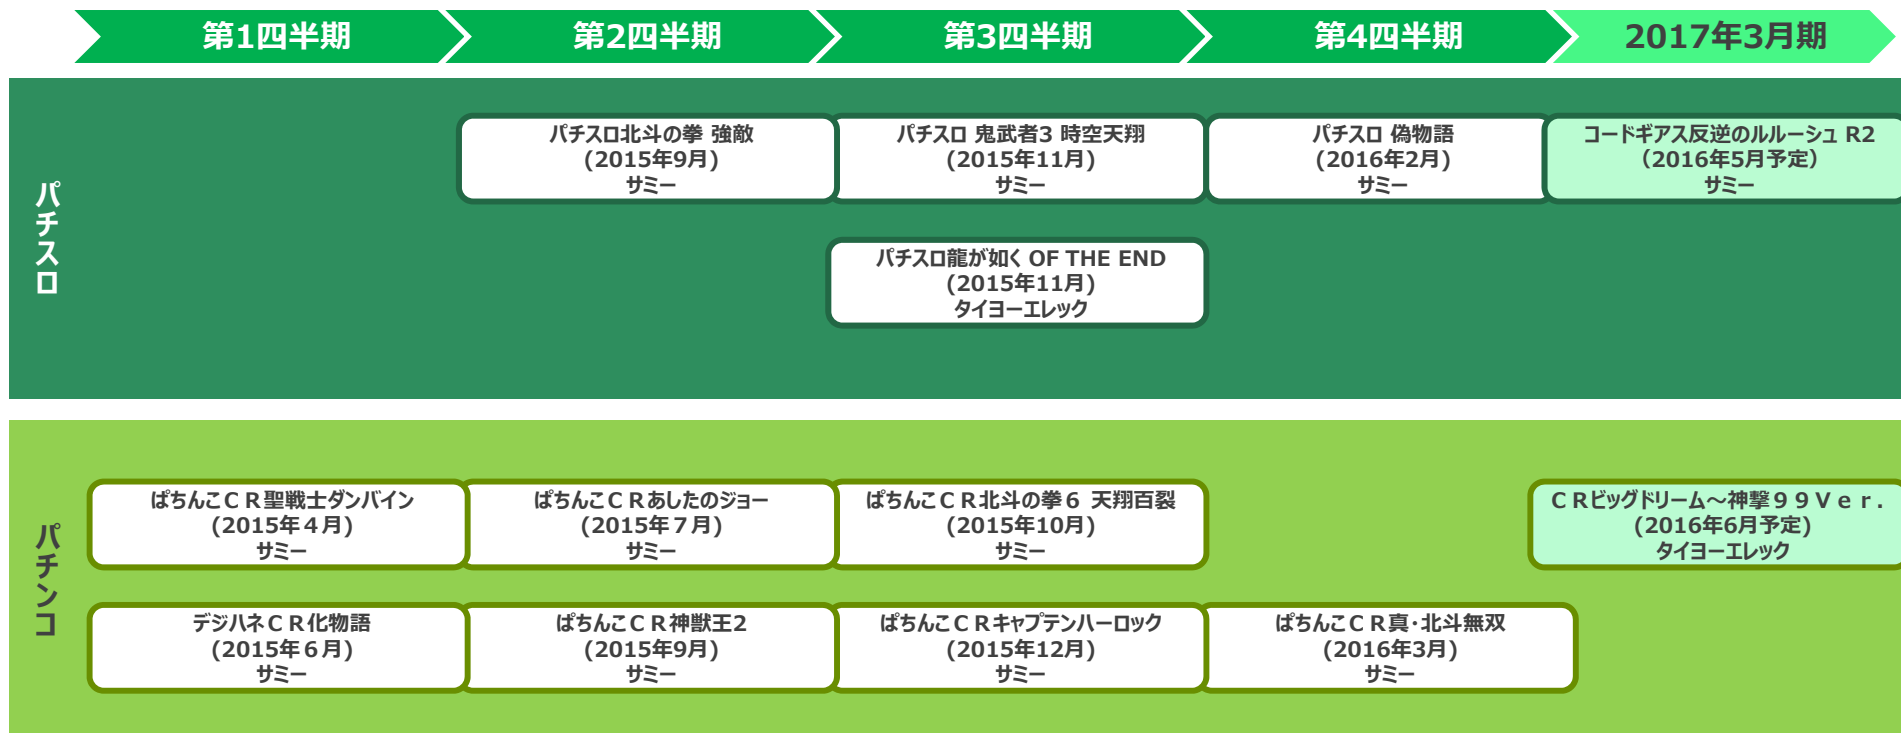 第1四半期
第2四半期
第3四半期
第4四半期
2017年3月期
パチスロ
パチスロ北斗の拳 強敵
(2015年9月)
サミー
パチスロ 鬼武者3 時空天翔
(2015年11月)
サミー
パチスロ 偽物語
(2016年2月)
サミー
コードギアス反逆のルルーシュ R2
（2016年5月予定）
サミー
パチスロ龍が如く OF THE END
(2015年11月)
タイヨーエレック
パチンコ
ぱちんこＣＲ聖戦士ダンバイン
(2015年４月)
サミー
ぱちんこＣＲあしたのジョー
(2015年７月)
サミー
ぱちんこＣＲ北斗の拳６ 天翔百裂
(2015年10月)
サミー
ＣＲビッグドリーム～神撃９９Ｖｅｒ．
(2016年6月予定)
タイヨーエレック
デジハネＣＲ化物語
(2015年６月)
サミー
ぱちんこＣＲ神獣王2
(2015年9月)
サミー
ぱちんこＣＲキャプテンハーロック
(2015年12月)
サミー
ぱちんこＣＲ真・北斗無双
(2016年3月)
サミー